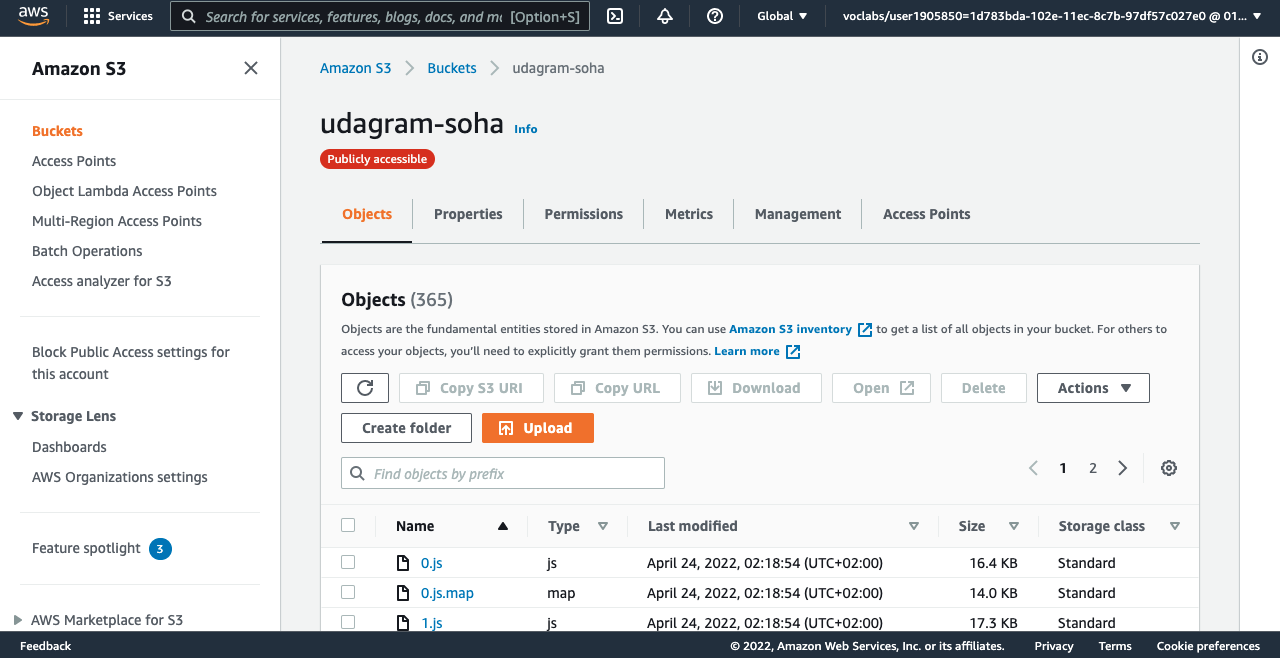 aws
Services
Search for services, features, blogs, docs, and mo [Option+S]
Global
voclabs/user1905850=1d783bda-102e-11ec-8c7b-97df57c027e0 @ 01...
Amazon S3
Buckets
Access Points
Object Lambda Access Points
Multi-Region Access Points
Batch Operations
Access analyzer for S3
Block Public Access settings for
this account
Storage Lens
Dashboards
AWS Organizations settings
Feature spotlight 3
AWS Marketplace for S3
Amazon S3 Buckets udagram-soha
udagram-soha Info
Publicly accessible
Objects Properties Permissions Metrics Management Access Points
Objects (365)
Objects are the fundamental entities stored in Amazon S3. You can use Amazon S3 inventory to get a list of all objects in your bucket. For others to
access your objects, you'll need to explicitly grant them permissions. Learn more
Copy S3 URI Copy URL Download Open Delete Actions
Create folder Upload
Find objects by prefix
1 2
Name Type Last modified Size Storage class
0.js js April 24, 2022, 02:18:54 (UTC+02:00) 16.4 KB Standard
0.js.map map April 24, 2022, 02:18:54 (UTC+02:00) 14.0 KB Standard
1.js js April 24, 2022, 02:18:54 (UTC+02:00) 17.3 KB Standard
Feedback
© 2022, Amazon Web Services, Inc. or its affiliates. Privacy Terms Cookie preferences